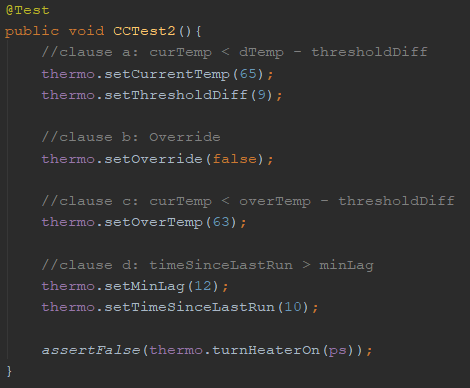 @Test
public void CCTest2(){
//clause a: curTemp < dTemp - thresholdDiff
thermo.setCurrentTemp(65);
thermo.setThresholdDiff(9);
//clause b: Override
thermo.setOverride(false);
//clause c: curTemp < overTemp - thresholdDiff
thermo.setOverTemp(63);
//clause d: timeSinceLastRun > minLag
thermo.setMinLag(12);
thermo.setTimeSinceLastRun(10);
assertFalse(thermo.turnHeaterOn(ps));
}